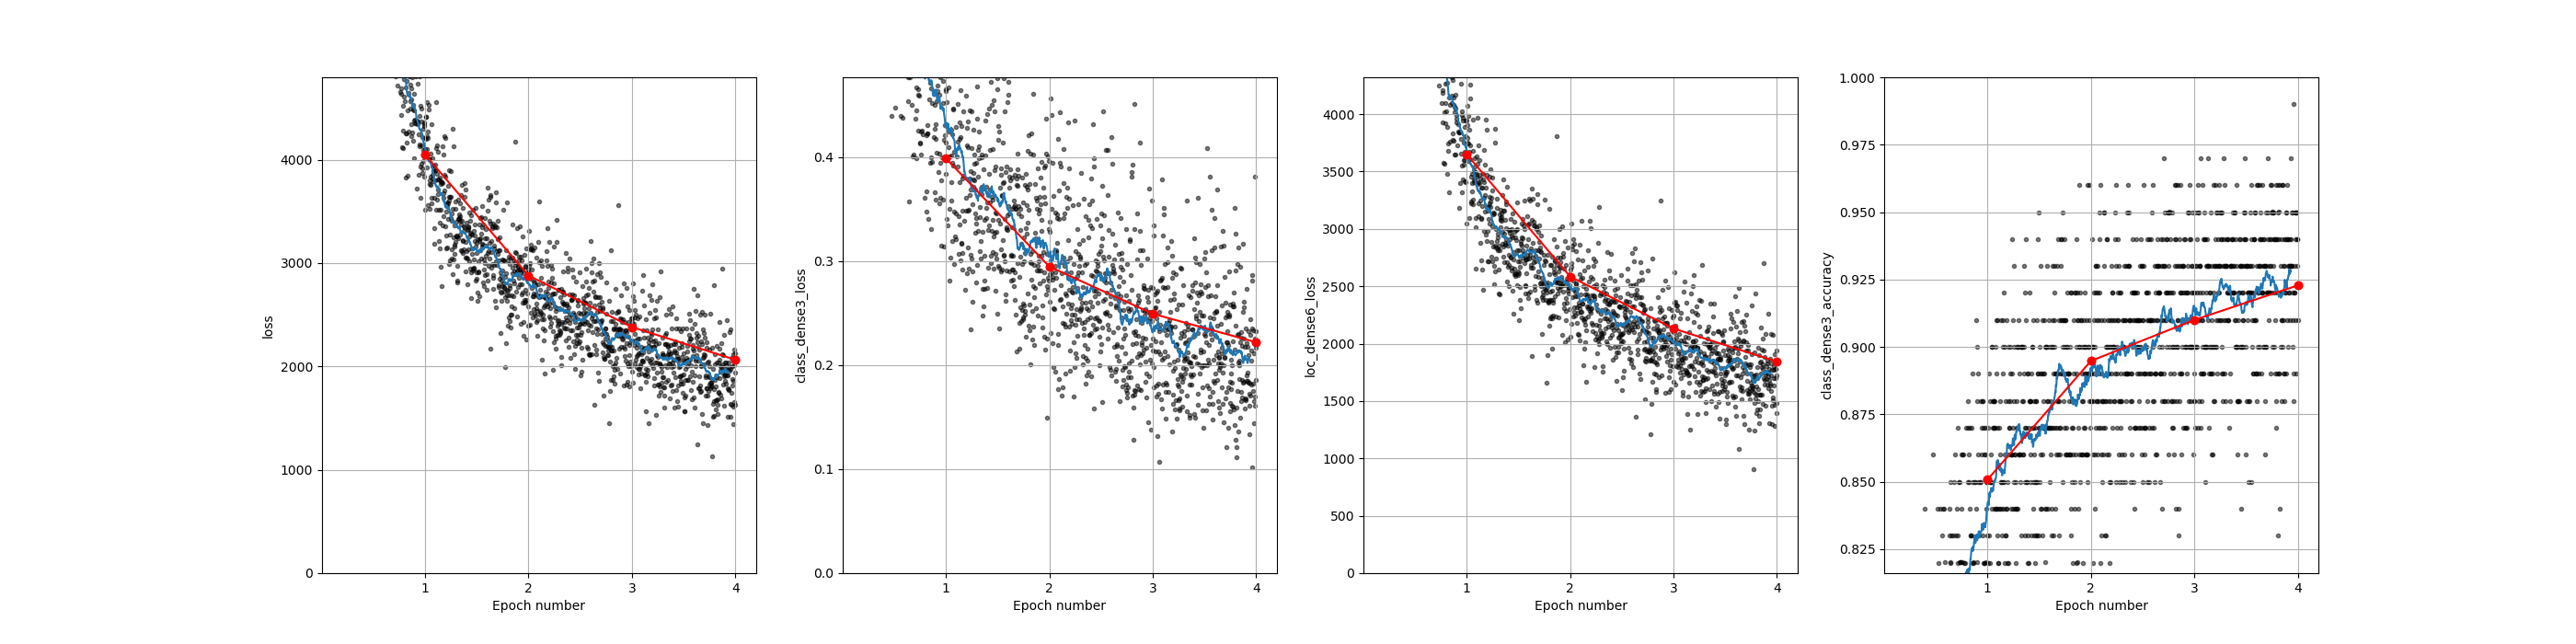 loss
4000
3000
2000
1000
0
1 2 3 4
Epoch number
class_dense3_loss
0.4
0.3
0.2
0.1
0.0
1 2 3 4
Epoch number
loc_dense6_loss
4000
3500
3000
2500
2000
1500
1000
500
0
1 2 3 4
Epoch number
class_dense3_accuracy
1.000
0.975
0.950
0.925
0.900
0.875
0.850
0.825
1 2 3 4
Epoch number